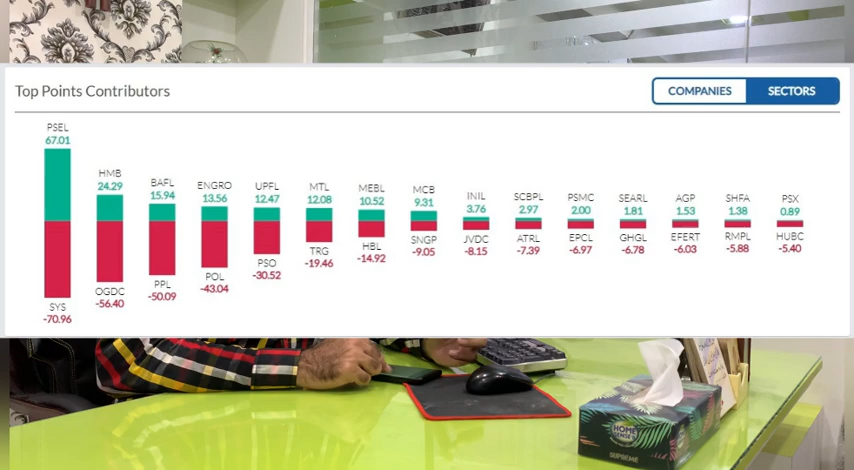 Top Points Contributors
COMPANIES
SECTORS
PSEL
67.01
HMB
24.29
BAFL
15.94
ENGRO
13.56
UPFL
12.47
MTL
12.08
MEBL
10.52
MCB
9.31
INIL
3.76
SCBPL
2.97
PSMC
2.00
SEARL
1.81
AGP
1.53
SHFA
1.38
PSX
0.89
SYS
-70.96
OGDC
-56.40
PPL
-50.09
POL
-43.04
PSO
-30.52
TRG
-19.46
HBL
-14.92
SNGP
-9.05
JVDC
-8.15
ATRL
-7.39
EPCL
-6.97
GHGL
-6.78
EFERT
-6.03
RMPL
-5.88
HUBC
-5.40
HOME
SENSES
SUPREME